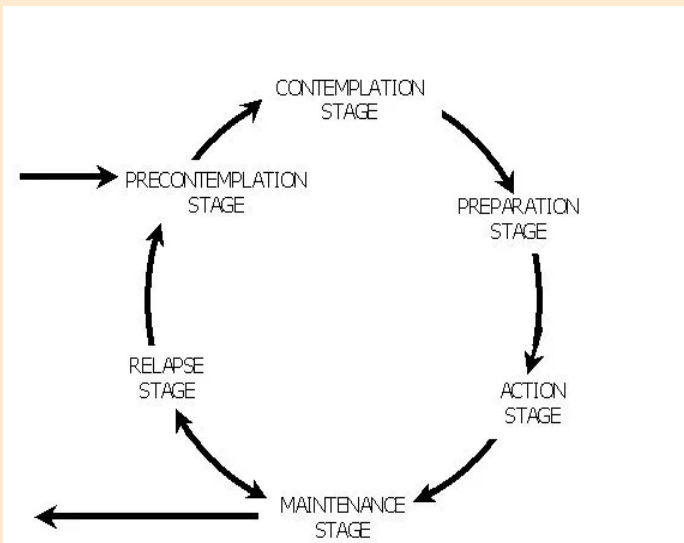 CONTEMPLATION
STAGE
PRECONTEMPLATION
STAGE
PREPARATION
STAGE
RELAPSE
STAGE
ACTION
STAGE
MAINTENANCE
STAGE